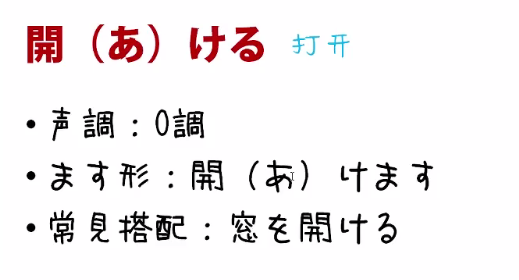 開（あ）ける 打开
• 声調：0調
• ます形：開（あ）けます
• 常見搭配：窓を開ける